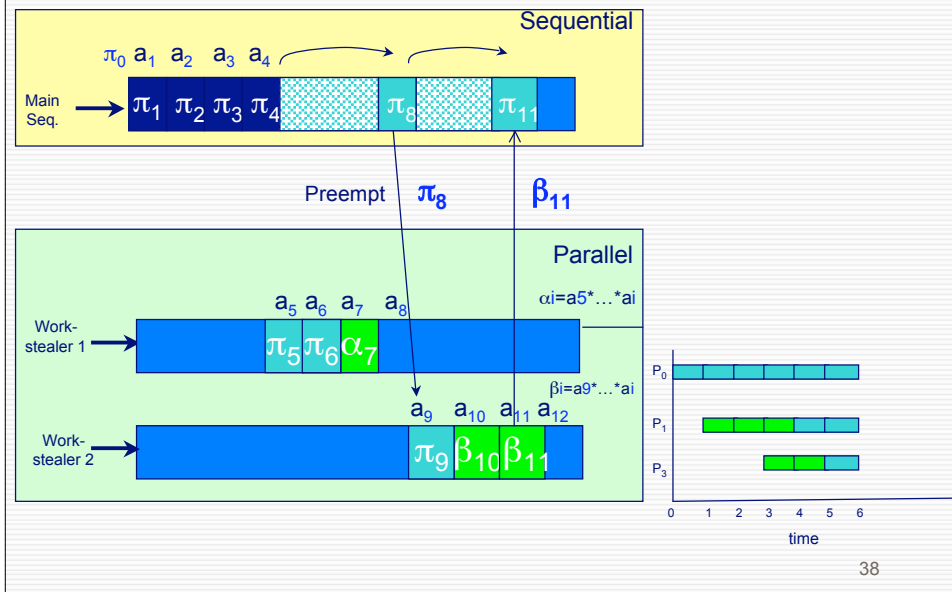 Sequential
π0 a1 a2 a3 a4
Main
Seq.
π1 π2 π3 π4 π8 π11
Preempt π8 β11
Parallel
αi=a5*...*ai
a5 a6 a7 a8
Work-
stealer 1
π5 π6 α7
βi=a9*...*ai
a9 a10 a11 a12
Work-
stealer 2
π9 β10 β11
P0
P1
P3
0 1 2 3 4 5 6
time
38